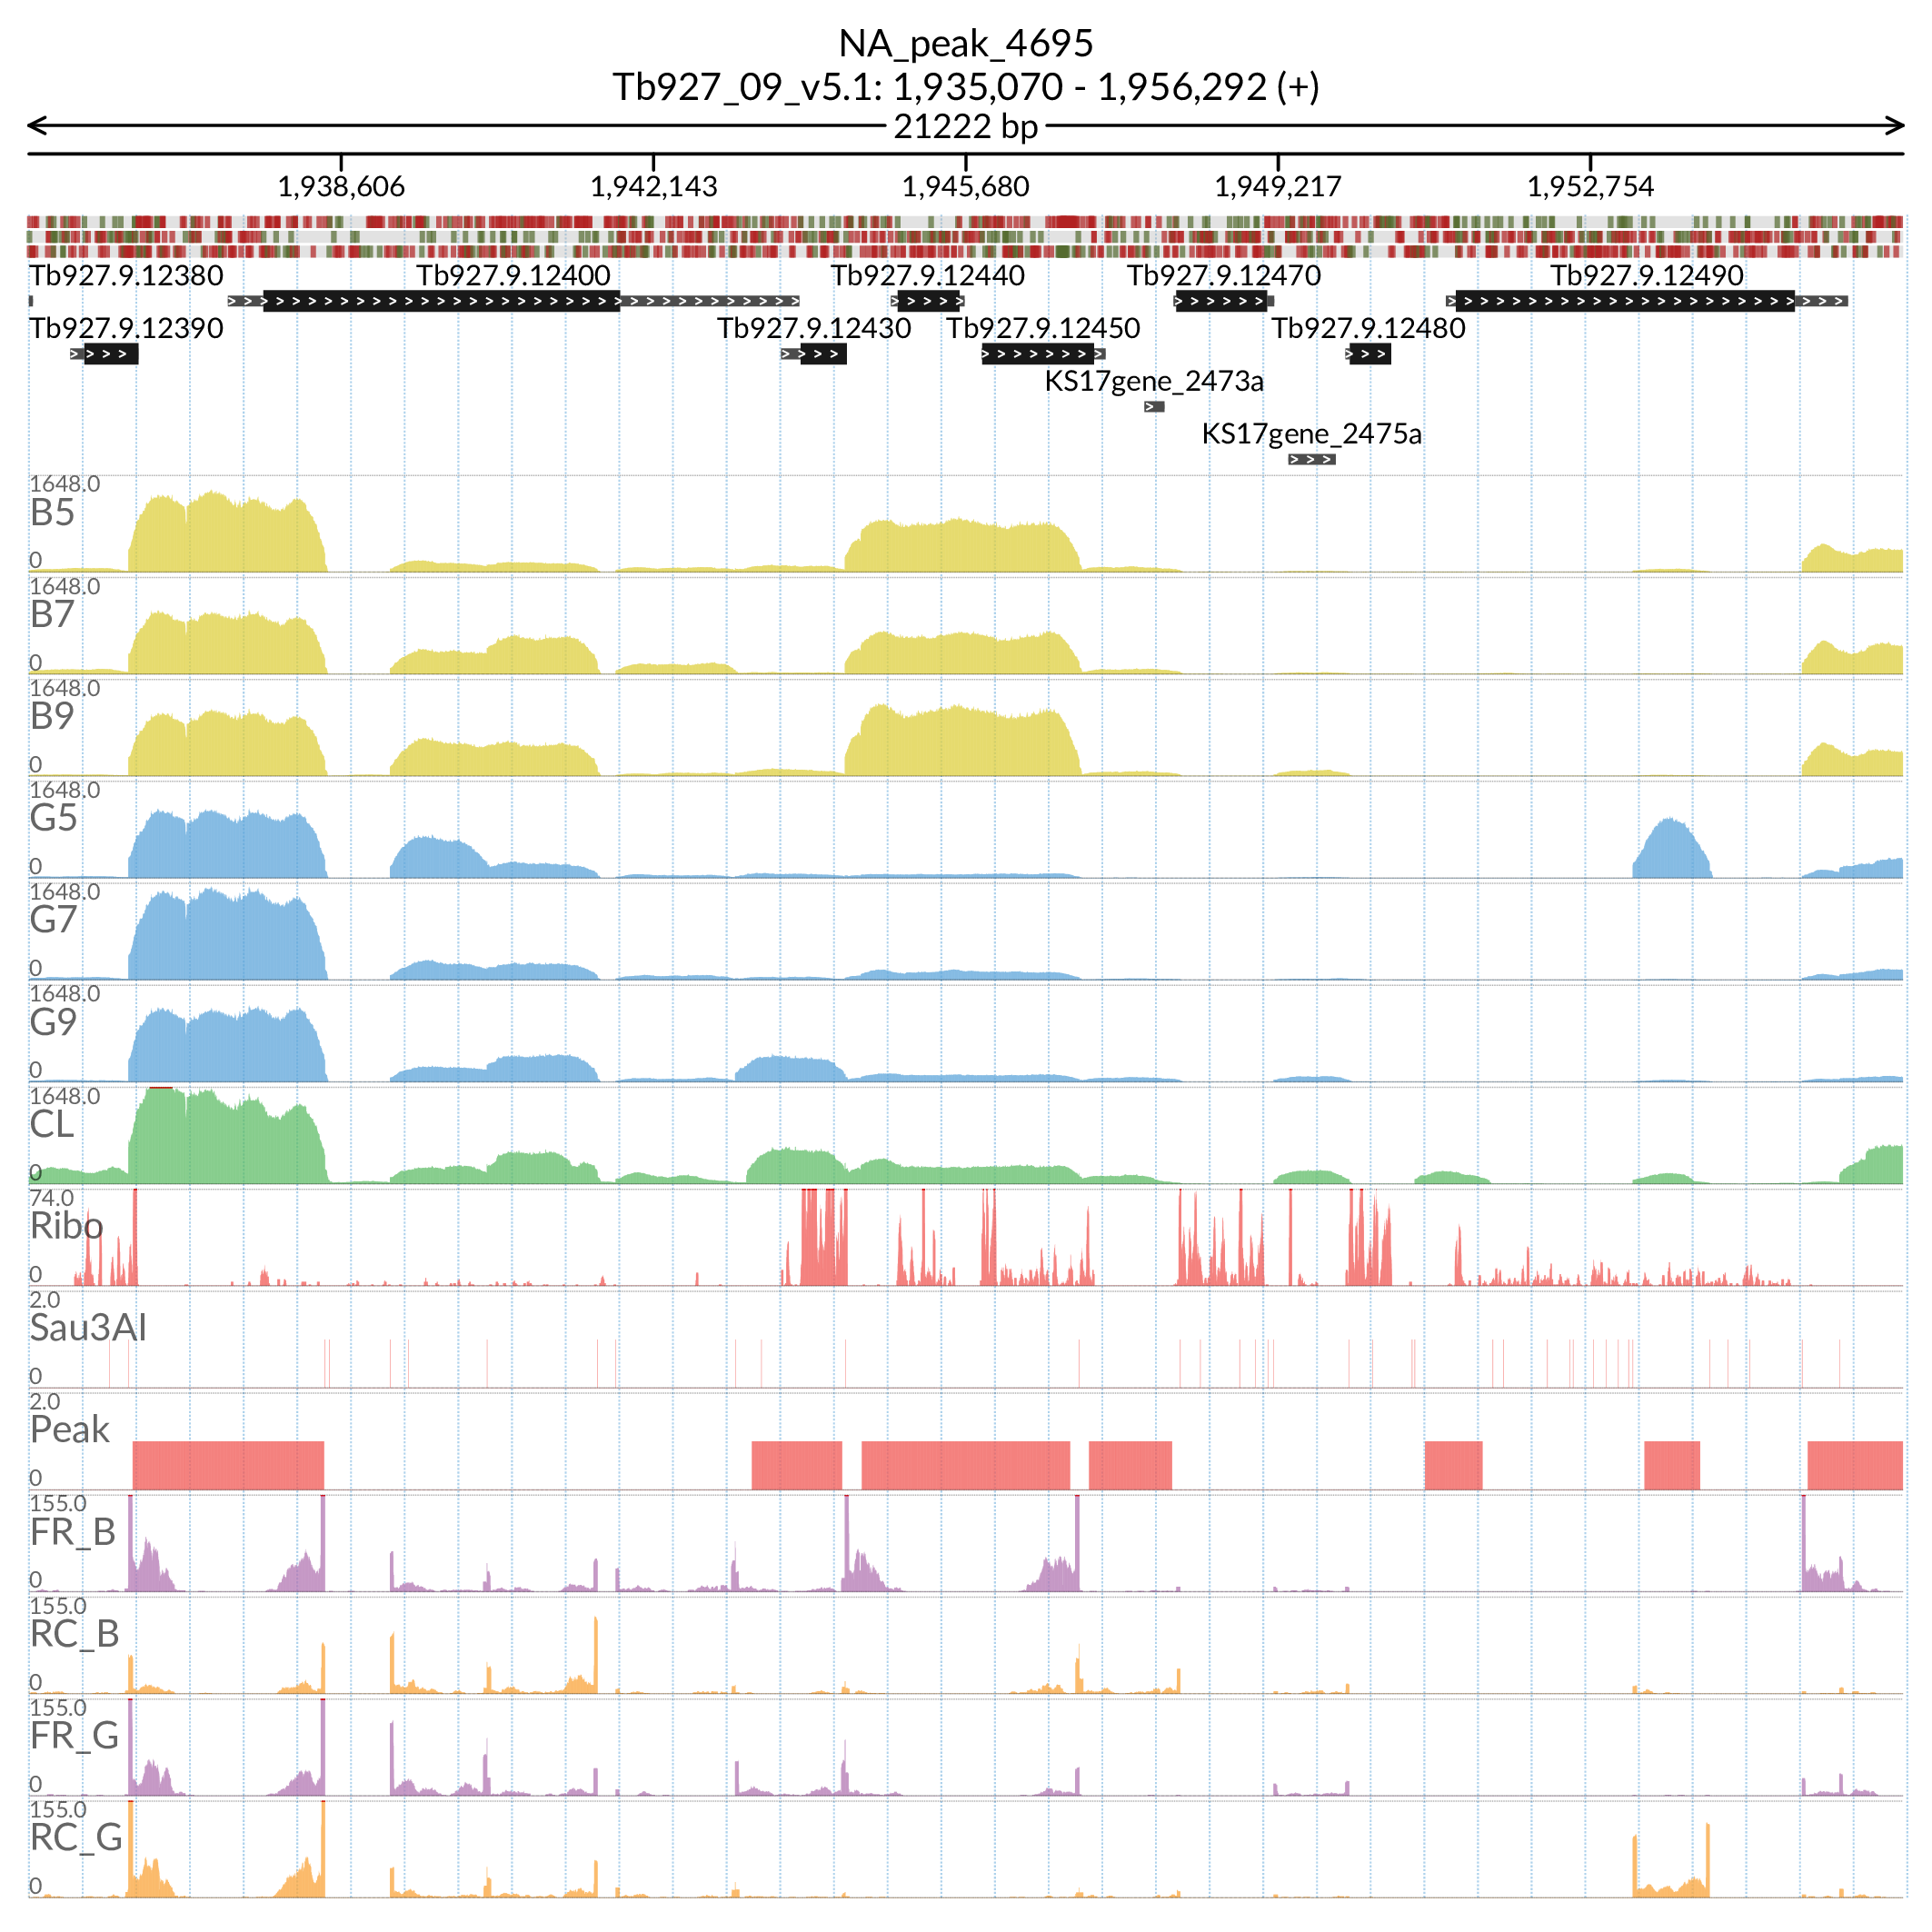 NA_peak_4695
Tb927_09_v5.1: 1,935,070 - 1,956,292 (+)
21222 bp
1,938,606 1,942,143 1,945,680 1,949,217 1,952,754
Tb927.9.12380 Tb927.9.12400 Tb927.9.12440 Tb927.9.12470 Tb927.9.12490
Tb927.9.12390 Tb927.9.12430 Tb927.9.12450 Tb927.9.12480
KS17gene_2473a
KS17gene_2475a
1648.0
B5
0
1648.0
B7
0
1648.0
B9
0
1648.0
G5
0
1648.0
G7
0
1648.0
G9
0
1648.0
CL
0
74.0
Ribo
0
2.0
Sau3AI
0
2.0
Peak
0
155.0
FR_B
0
155.0
RC_B
0
155.0
FR_G
0
155.0
RC_G
0